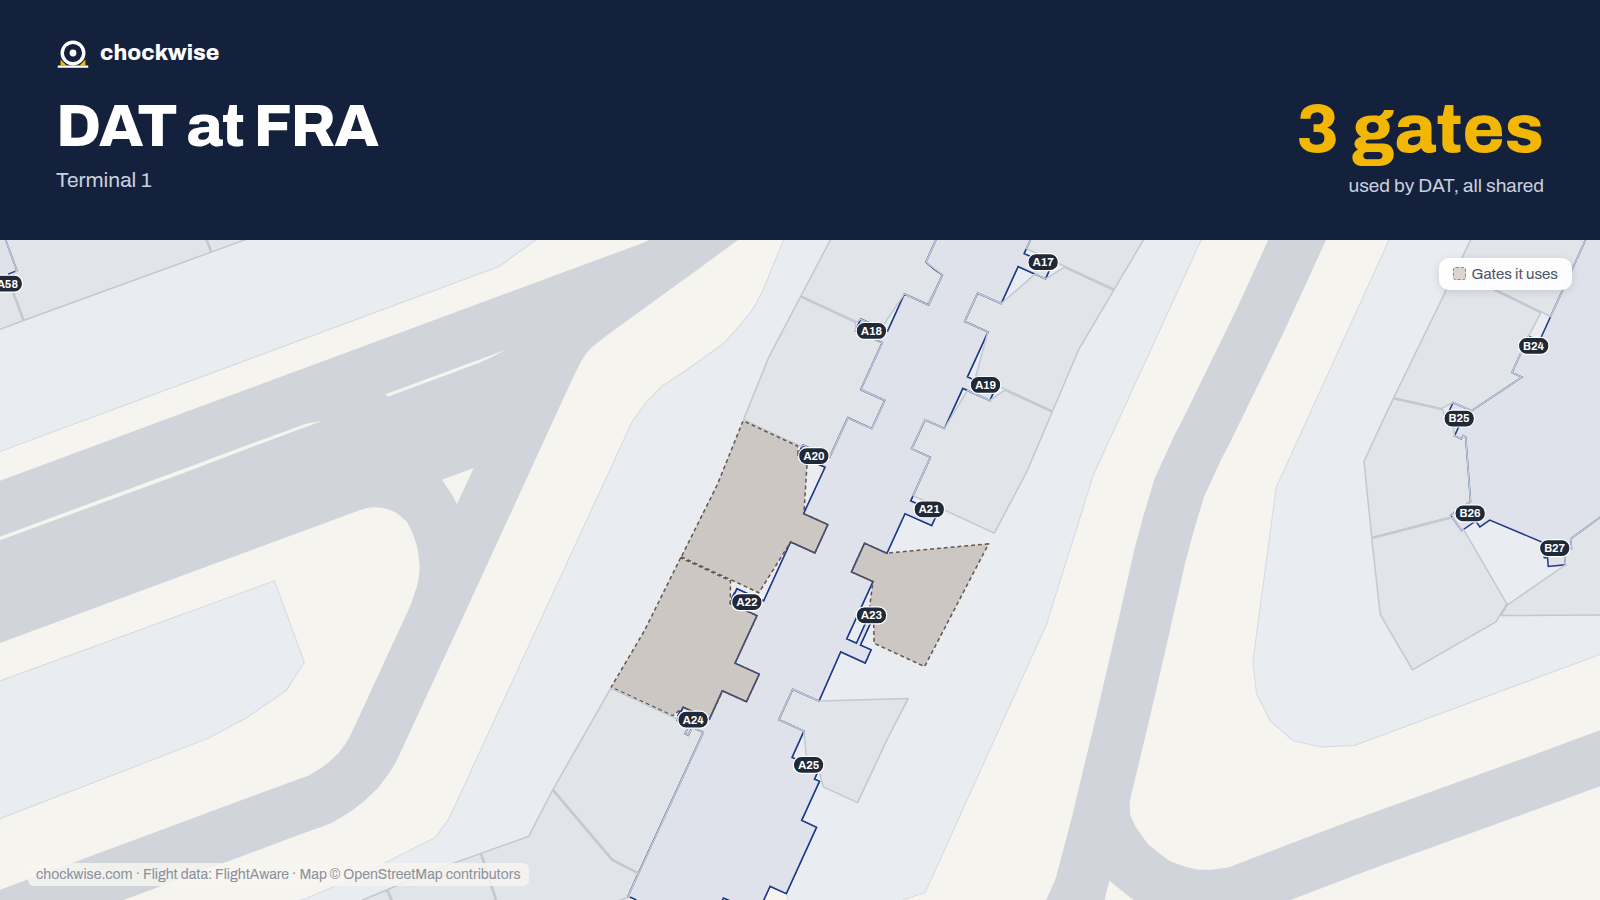 chockwise
DAT at FRA
Terminal 1
3 gates
used by DAT, all shared
Gates it uses
A17
A58
A18
B24
A19
B25
A20
A21
B26
B27
A22
A23
A24
A25
chockwise.com · Flight data: FlightAware · Map © OpenStreetMap contributors